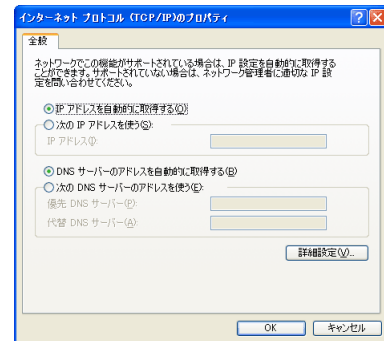 インターネット プロトコル (TCP/IP)のプロパティ
全般
ネットワークでこの機能がサポートされている場合は、IP 設定を自動的に取得する
ことができます。サポートされていない場合は、ネットワーク管理者に適切な IP 設
定を問い合わせてください。
IP アドレスを自動的に取得する(O)
次の IP アドレスを使う(S):
IP アドレス(I):
DNS サーバーのアドレスを自動的に取得する(B)
次の DNS サーバーのアドレスを使う(E):
優先 DNS サーバー(P):
代替 DNS サーバー(A):
詳細設定(V)...
OK キャンセル